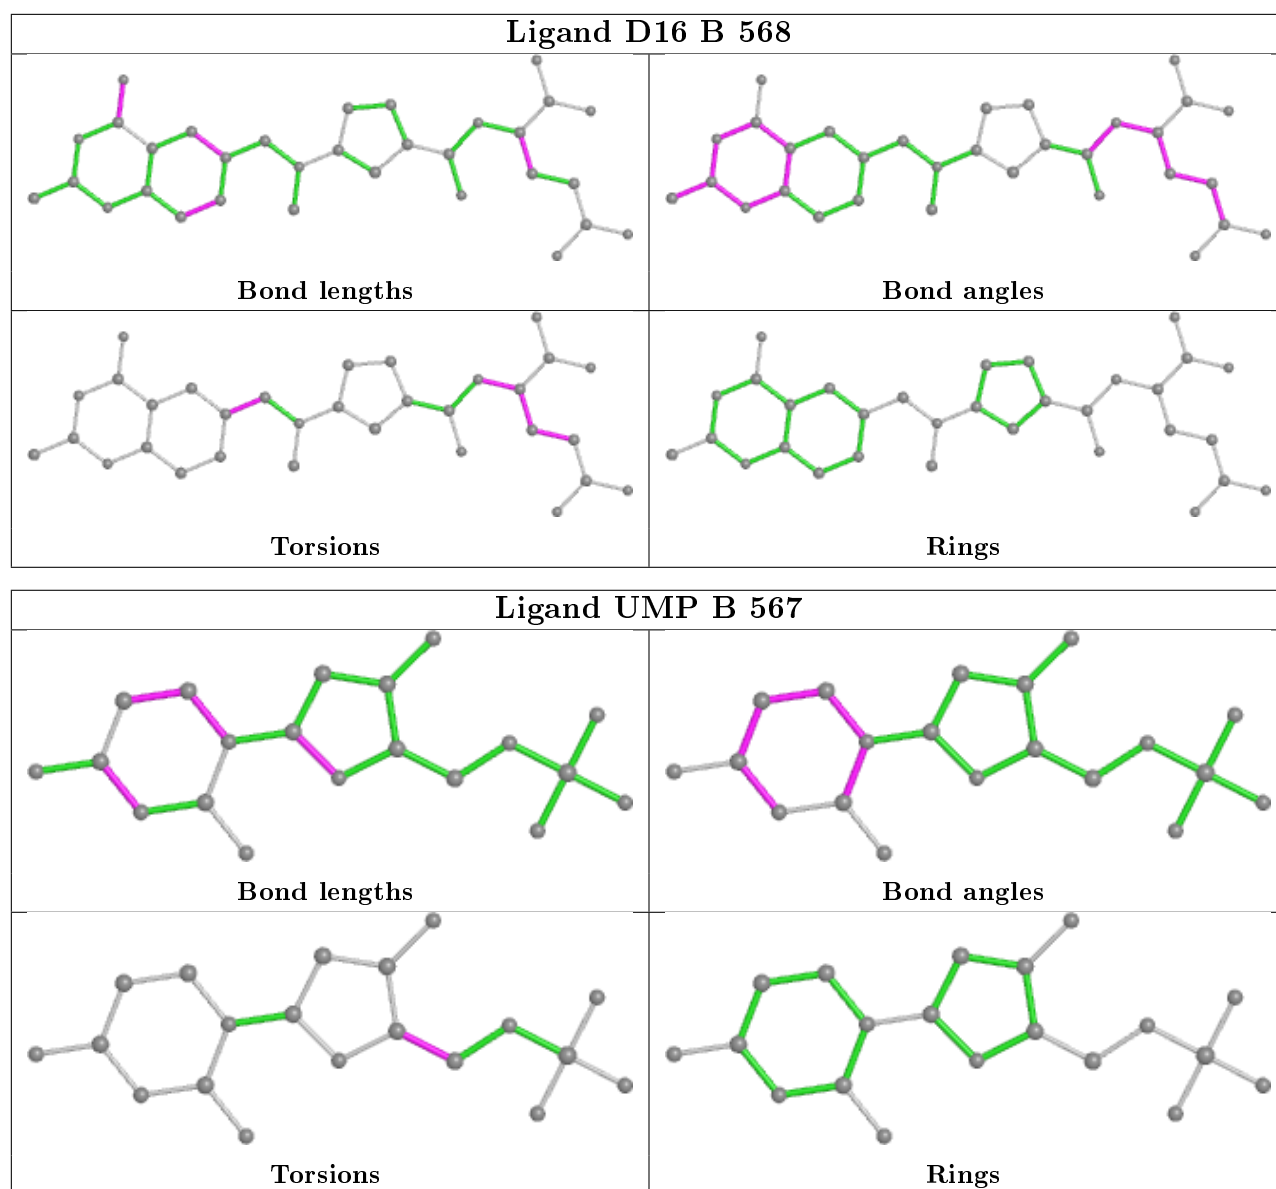 Ligand D16 B 568
Bond lengths
Bond angles
Torsions
Rings
Ligand UMP B 567
Bond lengths
Bond angles
Torsions
Rings